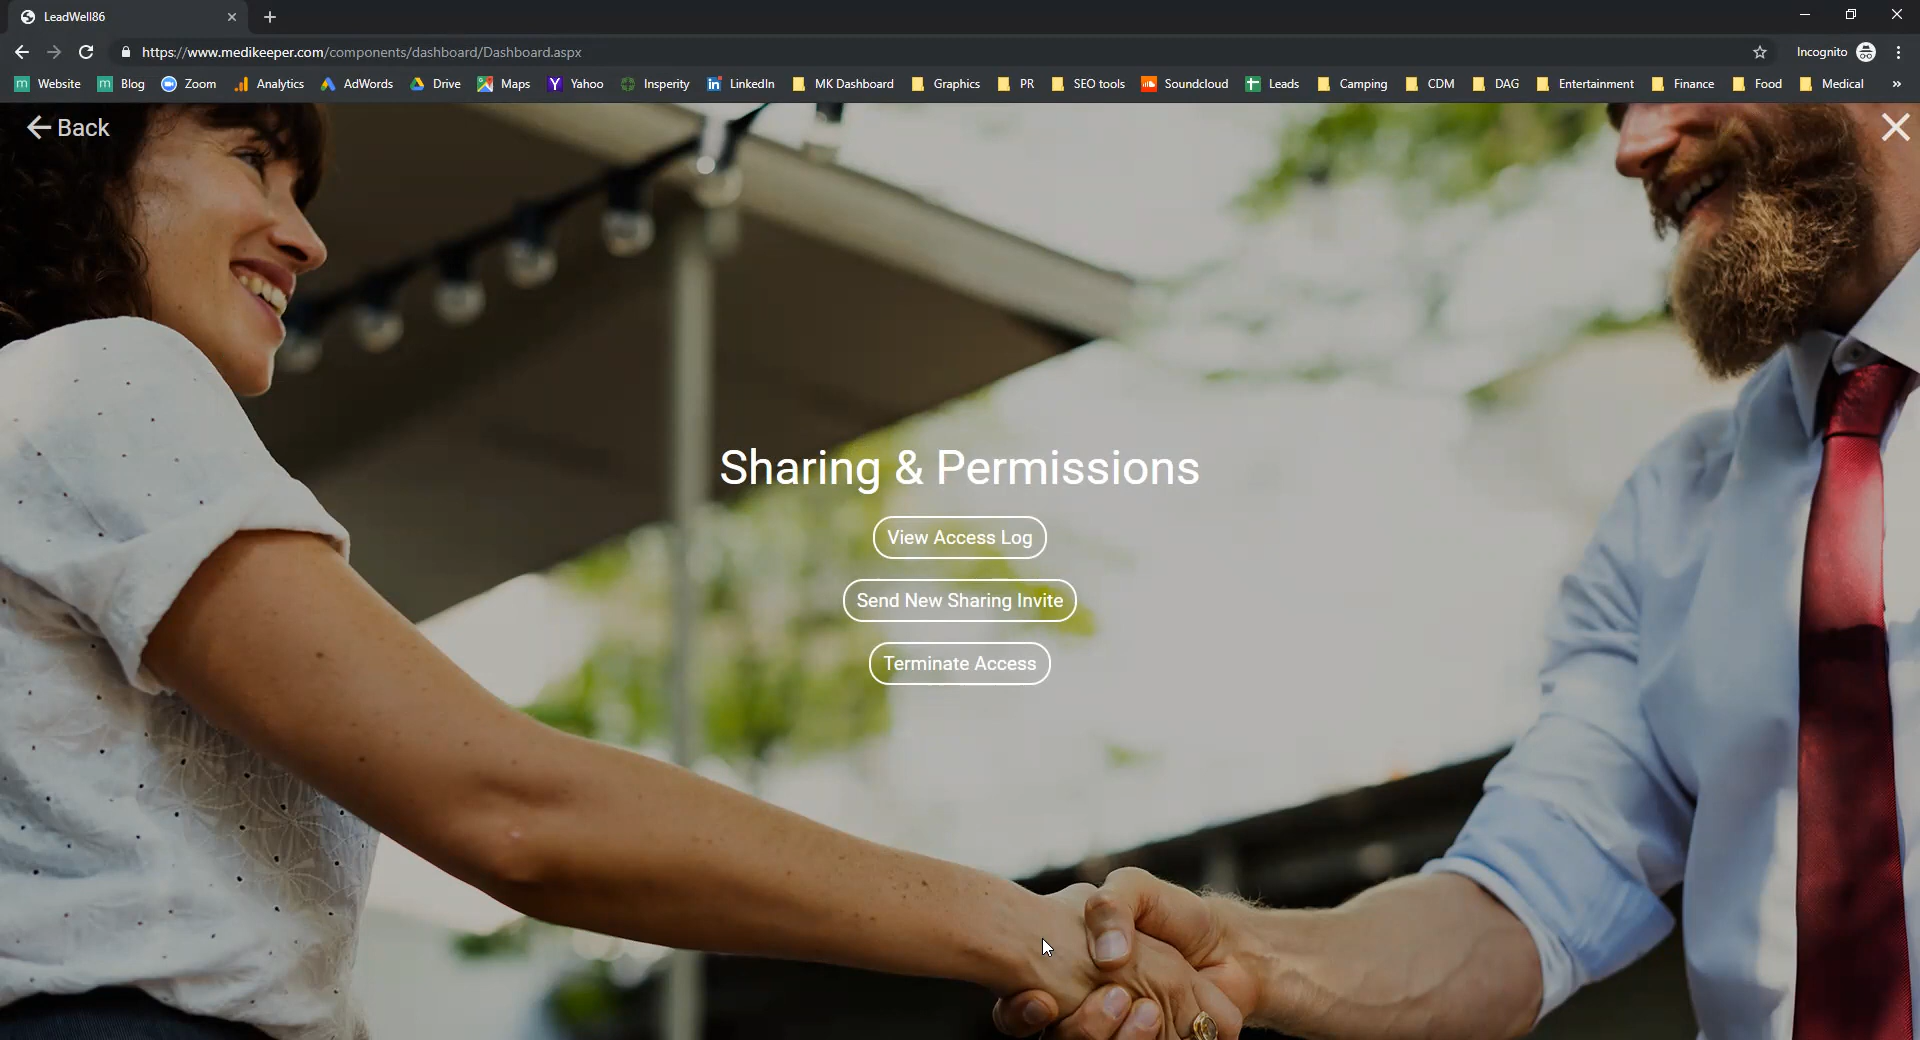 LeadWell86
https://www.medikeeper.com/components/dashboard/Dashboard.aspx
Incognito
Website Blog Zoom Analytics AdWords Drive Maps Yahoo Insperity LinkedIn MK Dashboard Graphics PR SEO tools Soundcloud Leads Camping CDM DAG Entertainment Finance Food Medical »
Back
Sharing & Permissions
View Access Log
Send New Sharing Invite
Terminate Access